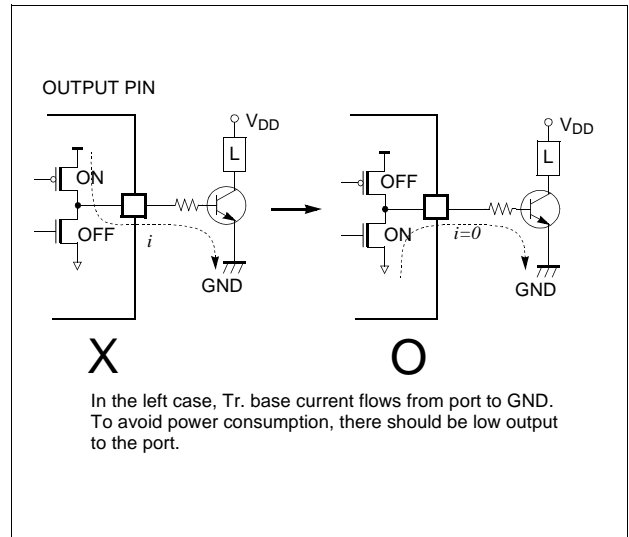 OUTPUT PIN
VDD
L
ON
OFF
i
GND
X
VDD
L
OFF
ON
i=0
GND
O
In the left case, Tr. base current flows from port to GND.
To avoid power consumption, there should be low output
to the port.